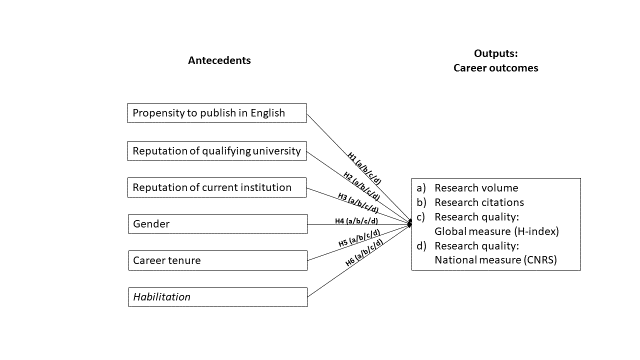 Antecedents
Outputs:
Career outcomes
Propensity to publish in English
Reputation of qualifying university
Reputation of current institution
Gender
Career tenure
Habilitation
H1 (a/b/c/d)
H2 (a/b/c/d)
H3 (a/b/c/d)
H4 (a/b/c/d)
H5 (a/b/c/d)
H6 (a/b/c/d)
a) Research volume
b) Research citations
c) Research quality:
Global measure (H-index)
d) Research quality:
National measure (CNRS)